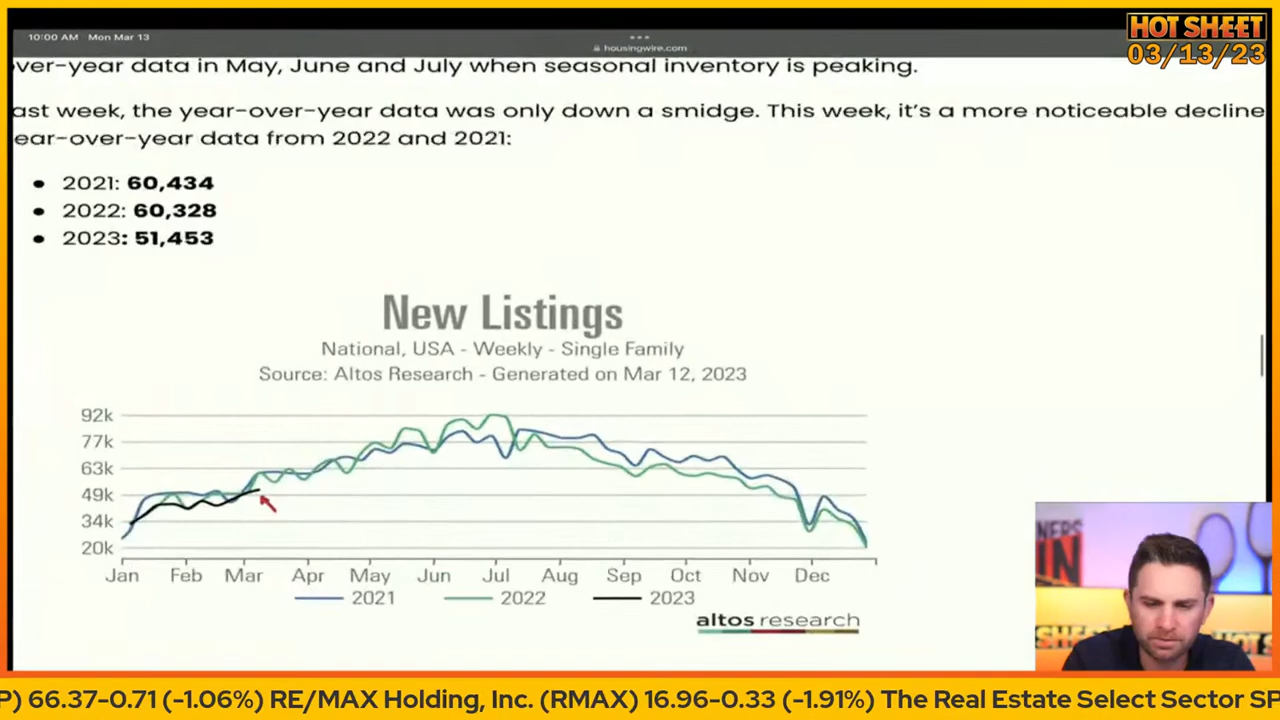 10:00 AM Mon Mar 13
housingwire.com
HOT SHEET
03/13/23
ver-year data in May, June and July when seasonal inventory is peaking.
ast week, the year-over-year data was only down a smidge. This week, it's a more noticeable decline
ear-over-year data from 2022 and 2021:
• 2021: 60,434
• 2022: 60,328
• 2023: 51,453
New Listings
National, USA - Weekly - Single Family
Source: Altos Research - Generated on Mar 12, 2023
92k
77k
63k
49k
34k
20k
Jan Feb Mar Apr May Jun Jul Aug Sep Oct Nov Dec
2021 2022 2023
altos research
NERS
IN
SHE
HOT S
P) 66.37-0.71 (-1.06%) RE/MAX Holding, Inc. (RMAX) 16.96-0.33 (-1.91%) The Real Estate Select Sector SP